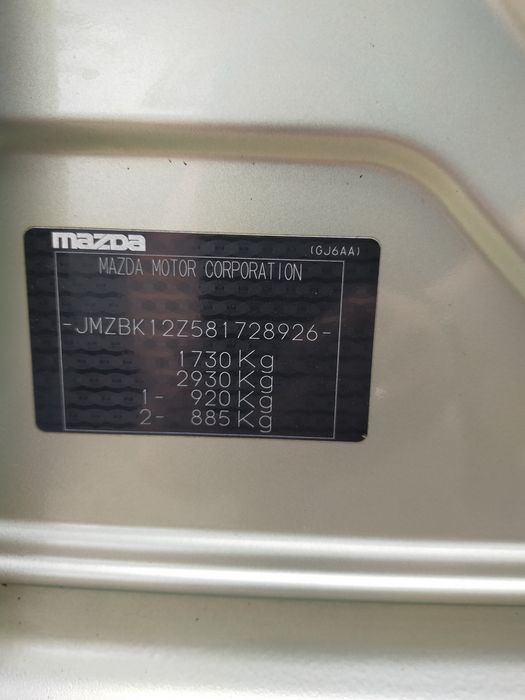 mazda
(GJ6AA)
MAZDA MOTOR CORPORATION
-JMZBK12Z581728926-
1730 Kg
2930 Kg
1- 920 Kg
2- 885 Kg